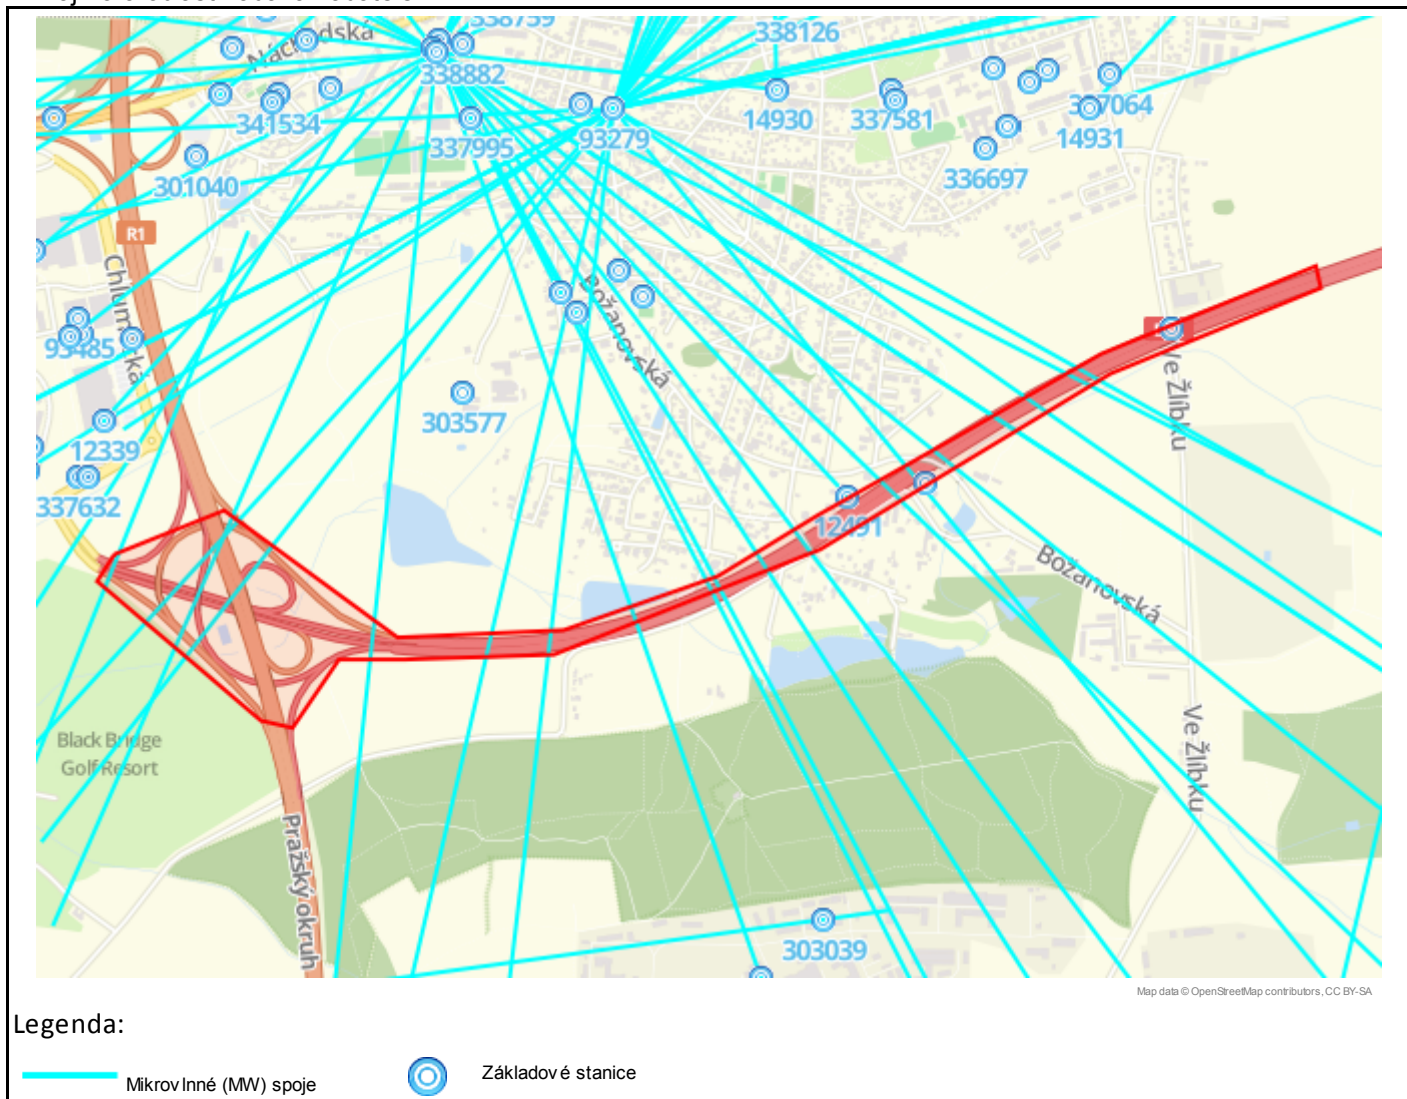 338759
Náchodská
338126
338882
341534
337995
93279
14930
337581
337064
14931
301040
336697
R1
Chlumecká
Božanovská
93485
Ve Žlíbku
303577
12339
337632
12491
Božanovská
Black Bridge
Golf Resort
Ve Žlíbku
Pražský okruh
303039
Map data © OpenStreetMap contributors, CC BY-SA
Legenda:
Mikrovlnné (MW) spoje
Základové stanice